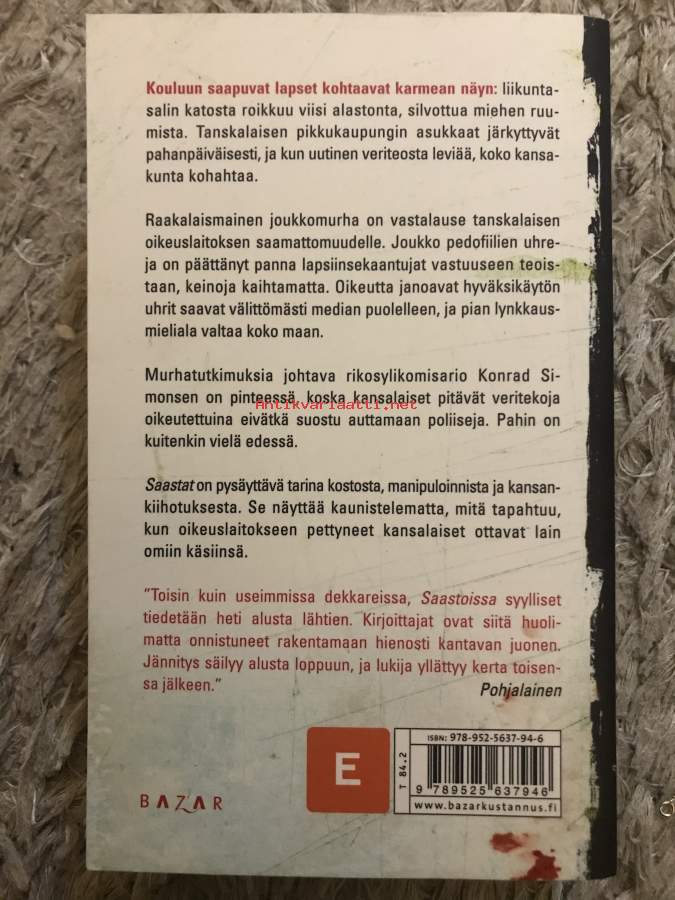 Kouluun saapuvat lapset kohtaavat karmean näyn: liikunta-
salin katosta roikkuu viisi alastonta, silvottua miehen ruu-
mista. Tanskalaisen pikkukaupungin asukkaat järkyttyvät
pahanpäiväisesti, ja kun uutinen veriteosta leviää, koko kansa-
kunta kohahtaa.
Raakalaismainen joukkomurha on vastalause tanskalaisen
oikeuslaitoksen saamattomuudelle. Joukko pedofiilien uhre-
ja on päättänyt panna lapsiinsekaantujat vastuuseen teois-
taan, keinoja kaihtamatta. Oikeutta janoavat hyväksikäytön
uhrit saavat välittömästi median puolelleen, ja pian lynkkaus-
mieliala valtaa koko maan.
Murhatutkimuksia johtava rikosylikomisario Konrad Si-
monsen on pinteessä, koska kansalaiset pitävät veritekoja
Antikvariaatti.net
oikeutettuina eivätkä suostu auttamaan poliiseja. Pahin on
kuitenkin vielä edessä.
Saastat on pysäyttävä tarina kostosta, manipuloinnista ja kansan-
kiihotuksesta. Se näyttää kaunistelematta, mitä tapahtuu,
kun oikeuslaitokseen pettyneet kansalaiset ottavat lain
omiin käsiinsä.
”Toisin kuin useimmissa dekkareissa, Saastoissa syylliset
tiedetään heti alusta lähtien. Kirjoittajat ovat siitä huoli-
matta onnistuneet rakentamaan hienosti kantavan juonen.
Jännitys säilyy alusta loppuun, ja lukija yllättyy kerta toisen-
sa jälkeen.”
Pohjalainen
BAZAR
E
T 84.2
ISBN: 978-952-5637-94-6
9 789525 637946
www.bazarkustannus.fi